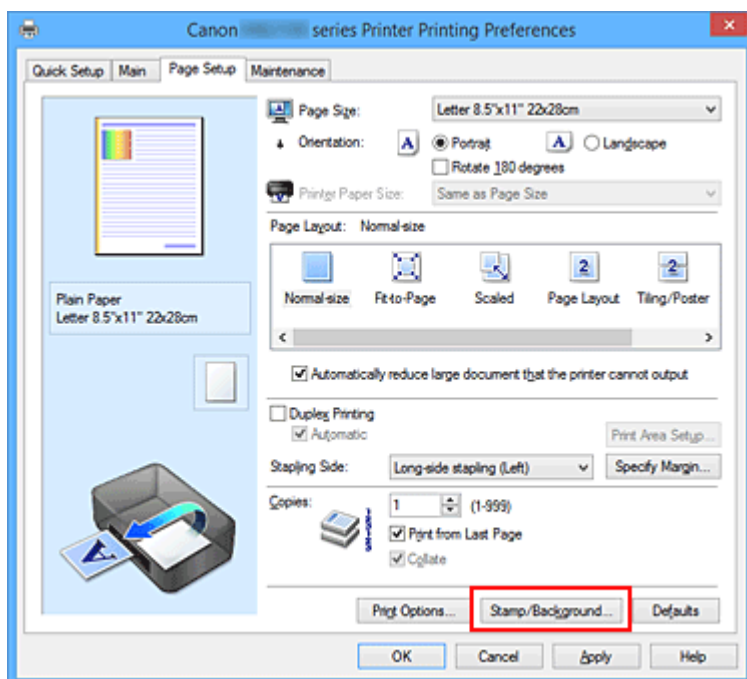 Canon series Printer Printing Preferences
Quick Setup Main Page Setup Maintenance
Page Size: Letter 8.5"x11" 22x28cm
Orientation: A Portrait A Landscape
Rotate 180 degrees
Printer Paper Size: Same as Page Size
Page Layout: Normal-size
2 2
Normal-size Fit-to-Page Scaled Page Layout Tiling/Poster
Plain Paper
Letter 8.5"x11" 22x28cm
Automatically reduce large document that the printer cannot output
Duplex Printing
Automatic Print Area Setup...
Stapling Side: Long-side stapling (Left) Specify Margin...
Copies: 1 (1-999)
Print from Last Page
Collate
A
Print Options... Stamp/Background... Defaults
OK Cancel Apply Help